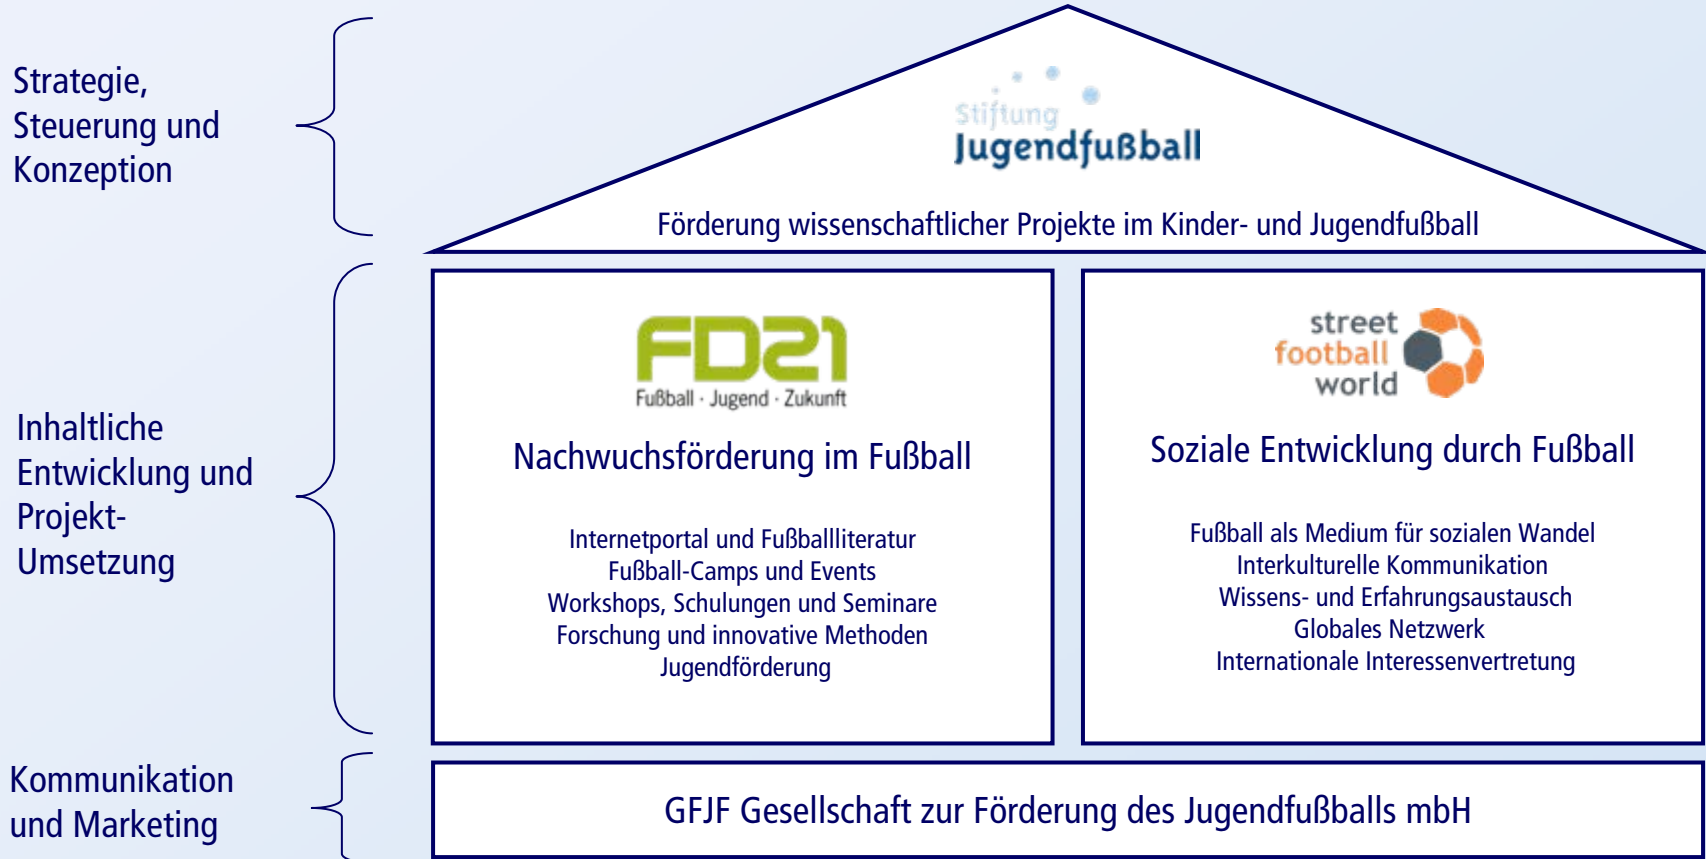 Strategie,
Steuerung und
Konzeption
Stiftung
Jugendfußball
Förderung wissenschaftlicher Projekte im Kinder- und Jugendfußball
Inhaltliche
Entwicklung und
Projekt-
Umsetzung
FD21
Fußball · Jugend · Zukunft
Nachwuchsförderung im Fußball
Internetportal und Fußballliteratur
Fußball-Camps und Events
Workshops, Schulungen und Seminare
Forschung und innovative Methoden
Jugendförderung
street
football
world
Soziale Entwicklung durch Fußball
Fußball als Medium für sozialen Wandel
Interkulturelle Kommunikation
Wissens- und Erfahrungsaustausch
Globales Netzwerk
Internationale Interessenvertretung
Kommunikation
und Marketing
GFJF Gesellschaft zur Förderung des Jugendfußballs mbH